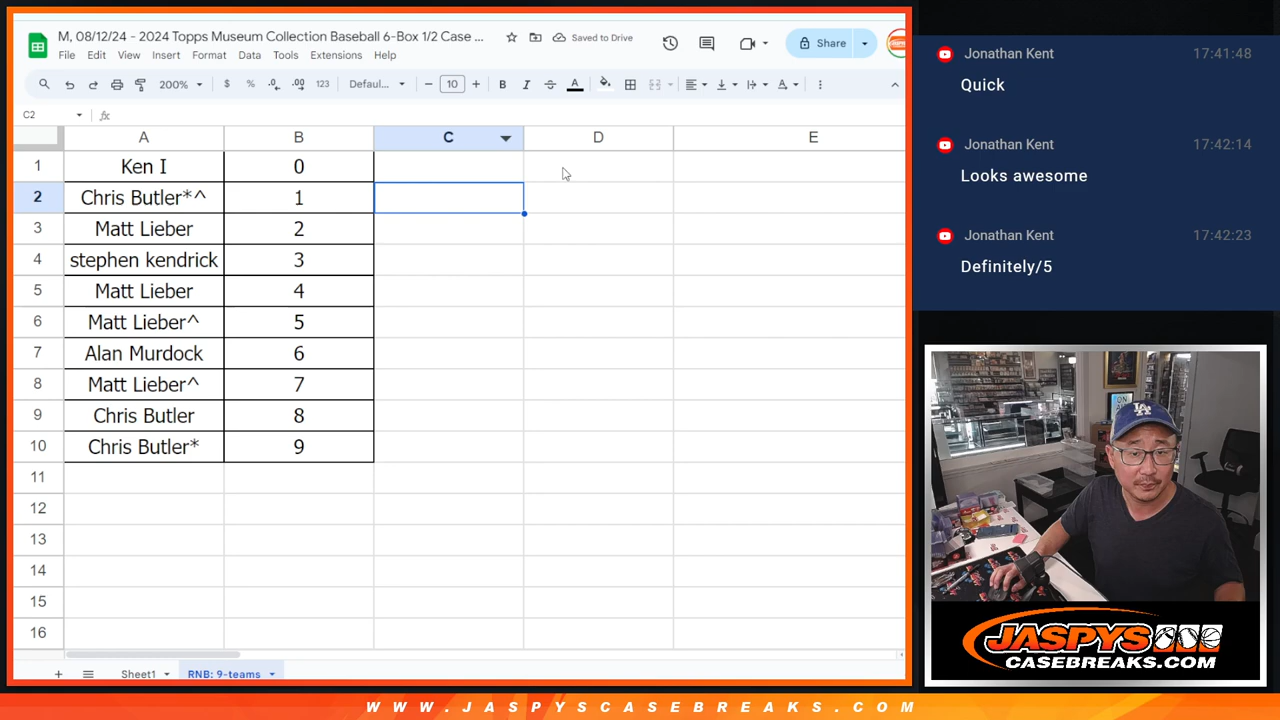 M, 08/12/24 - 2024 Topps Museum Collection Baseball 6-Box 1/2 Case ...
Saved to Drive
Share
File Edit View Insert Format Data Tools Extensions Help
200% $ % .0 .00 123 Defaul... 10 B I A
C2 fx
A B C D E
1 Ken I 0
2 Chris Butler*^ 1
3 Matt Lieber 2
4 stephen kendrick 3
5 Matt Lieber 4
6 Matt Lieber^ 5
7 Alan Murdock 6
8 Matt Lieber^ 7
9 Chris Butler 8
10 Chris Butler* 9
11
12
13
14
15
16
Sheet1 RNB: 9-teams
Jonathan Kent 17:41:48
Quick
Jonathan Kent 17:42:14
Looks awesome
Jonathan Kent 17:42:23
Definitely/5
ON
LA
JASPYS
CASEBREAKS.COM
WWW.JASPYSCASEBREAKS.COM